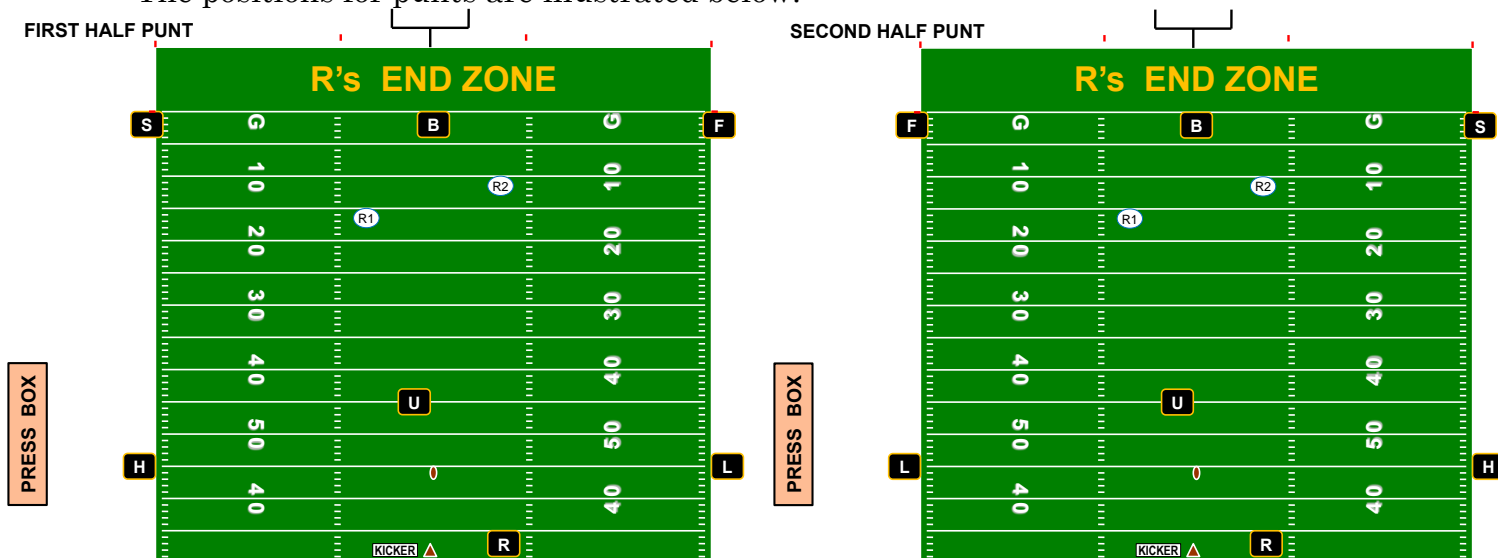 The positions for punts are illustrated below.
FIRST HALF PUNT
R's END ZONE
S G B G F
10 R2 10
R1
20 20
30 30
40 40
U
50 50
H L
40 40
KICKER R
PRESS BOX
SECOND HALF PUNT
R's END ZONE
F G B G S
10 R2 10
R1
20 20
30 30
40 40
U
50 50
L H
40 40
KICKER R
PRESS BOX